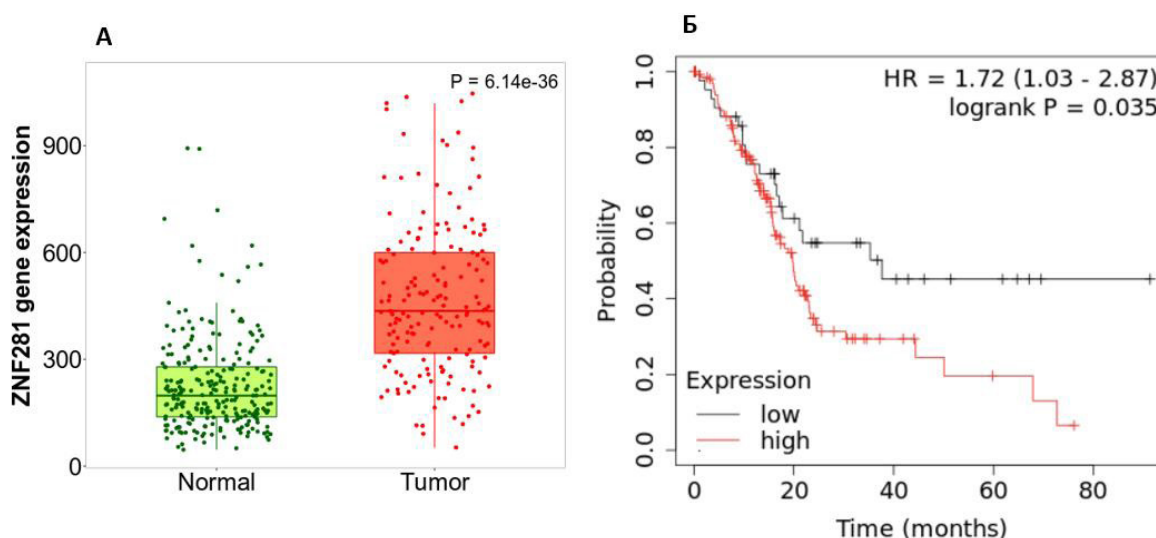 А
P = 6.14e-36
ZNF281 gene expression
900
600
300
0
Normal
Tumor
Б
HR = 1.72 (1.03 - 2.87)
logrank P = 0.035
Probability
1.0
0.8
0.6
0.4
0.2
0.0
Expression
low
high
0
20
40
60
80
Time (months)